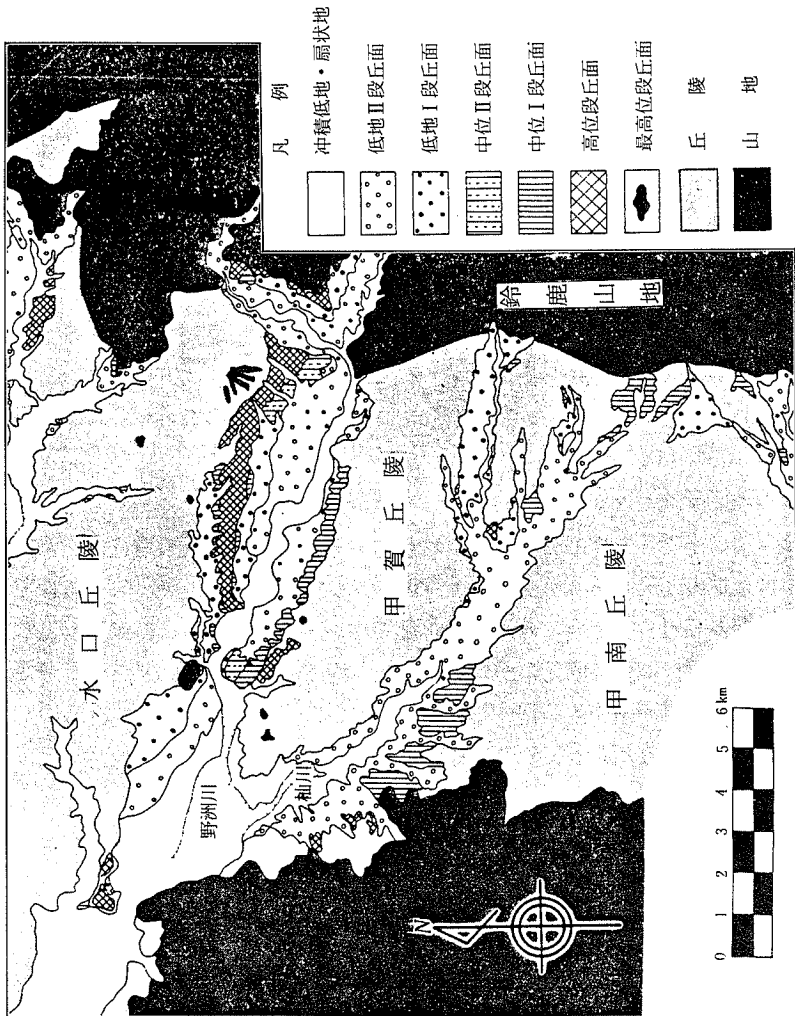 凡例
冲積低地・扇状地
低地Ⅱ段丘面
低地Ⅰ段丘面
中位Ⅱ段丘面
中位Ⅰ段丘面
高位段丘面
最高位段丘面
丘陵
山地
鈴鹿山地
水口丘陵
甲賀丘陵
甲南丘陵
野洲川
杣川
N
0 1 2 3 4 5 6km